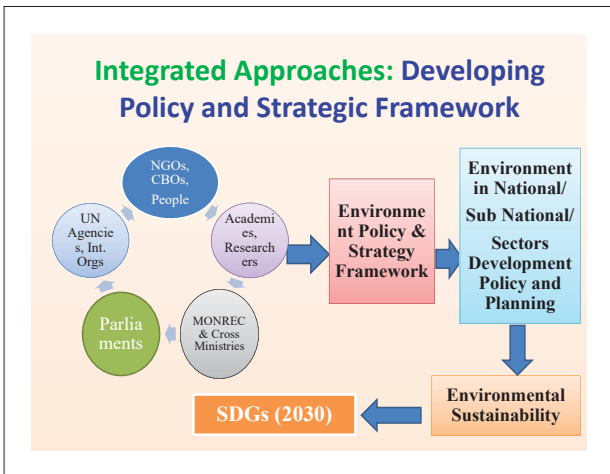 Integrated Approaches: Developing
Policy and Strategic Framework
NGOs,
CBOs,
People
Academi
es,
Research
ers
MONREC
& Cross
Ministries
Parlia
ments
UN
Agencie
s, Int.
Orgs
Environme
nt Policy &
Strategy
Framework
Environment
in National/
Sub National/
Sectors
Development
Policy and
Planning
Environmental
Sustainability
SDGs (2030)